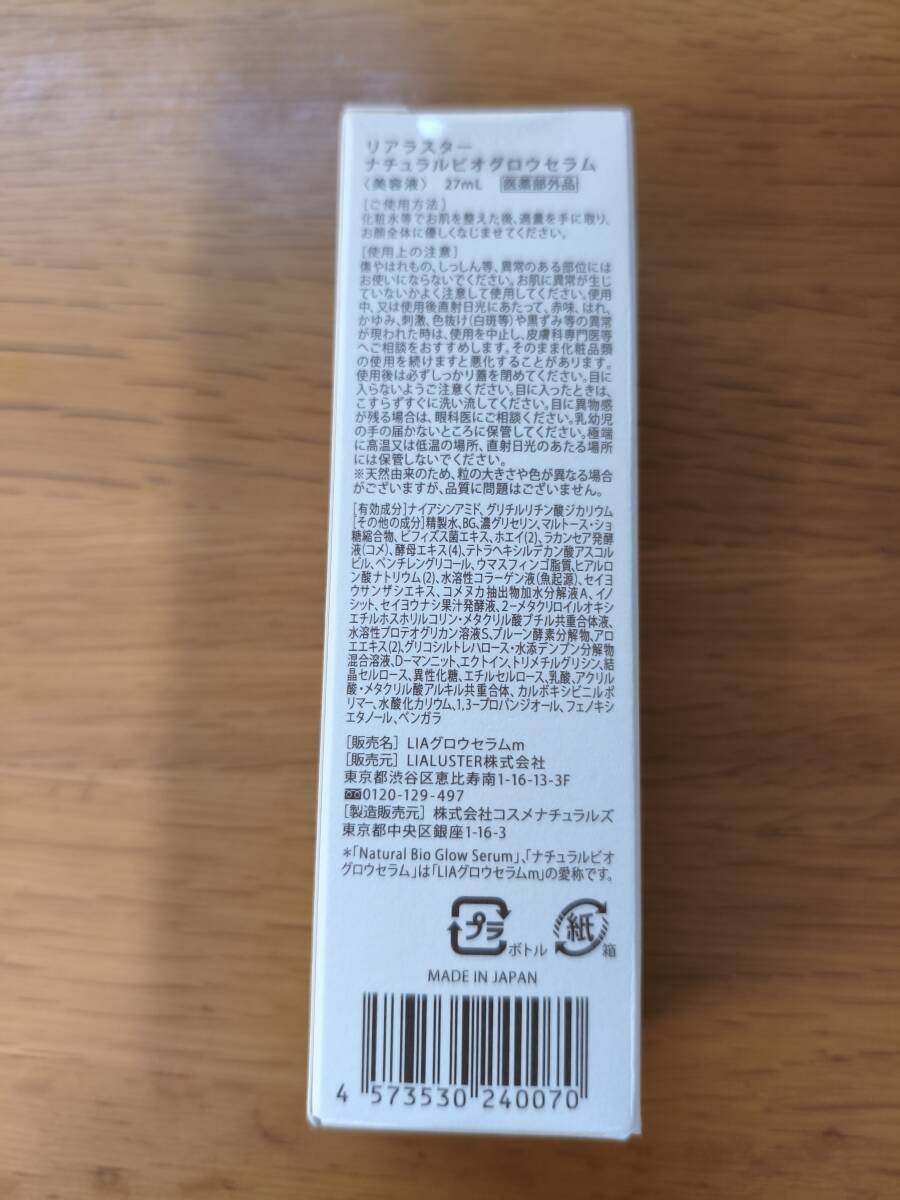 リアラスター
ナチュラルビオグロウセラム
〈美容液〉 27mL 医薬部外品
[ご使用方法]
化粧水等でお肌を整えた後、適量を手に取り、
お顔全体に優しくなじませてください。
[使用上の注意]
傷やはれもの、しっしん等、異常のある部位には
お使いにならないでください。お肌に異常が生じ
ていないかよく注意して使用してください。使用
中、又は使用後直射日光にあたって、赤味、はれ、
かゆみ、刺激、色抜け(白斑等)や黒ずみ等の異常
が現われた時は、使用を中止し、皮膚科専門医等
へご相談をおすすめします。そのまま化粧品類
の使用を続けますと悪化することがあります。
使用後は必ずしっかり蓋を閉めてください。目に
入らないようご注意ください。目に入ったときは、
こすらずすぐに洗い流してください。目に異物感
が残る場合は、眼科医にご相談ください。乳幼児
の手の届かないところに保管してください。極端
に高温又は低温の場所、直射日光のあたる場所
には保管しないでください。
※天然由来のため、粒の大きさや色が異なる場合
がございますが、品質に問題はございません。
[有効成分]ナイアシンアミド、グリチルリチン酸ジカリウム
[その他の成分]精製水、BG、濃グリセリン、マルトース・ショ
糖縮合物、ビフィズス菌エキス、ホエイ(2)、ラカンセア発酵
液(コメ)、酵母エキス(4)、テトラヘキシルデカン酸アスコル
ビル、ペンチレングリコール、ウマスフィンゴ脂質、ヒアルロ
ン酸ナトリウム(2)、水溶性コラーゲン液(魚起源)、セイヨ
ウサンザシエキス、コメヌカ抽出物加水分解液A、イノ
シット、セイヨウナシ果汁発酵液、2-メタクリロイルオキシ
エチルホスホリルコリン・メタクリル酸ブチル共重合体液、
水溶性プロテオグリカン溶液S、プルーン酵素分解物、アロ
エエキス(2)、グリコシルトレハロース・水添デンプン分解物
混合溶液、D-マンニット、エクトイン、トリメチルグリシン、結
晶セルロース、異性化糖、エチルセルロース、乳酸、アクリル
酸・メタクリル酸アルキル共重合体、カルボキシビニルポ
リマー、水酸化カリウム、1,3-プロパンジオール、フェノキシ
エタノール、ベンガラ
[販売名] LIAグロウセラムm
[販売元] LIALUSTER株式会社
東京都渋谷区恵比寿南1-16-13-3F
0120-129-497
[製造販売元] 株式会社コスメナチュラルズ
東京都中央区銀座1-16-3
*「Natural Bio Glow Serum」、「ナチュラルビオ
グロウセラム」は「LIAグロウセラムm」の愛称です。
プラ ボトル 紙 箱
MADE IN JAPAN
4 573530 240070